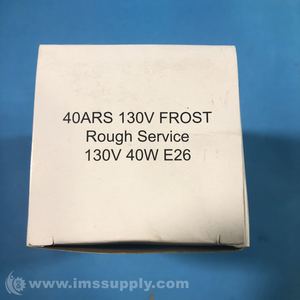 40ARS 130V FROST
Rough Service
130V 40W E26
© www.imssupply.com